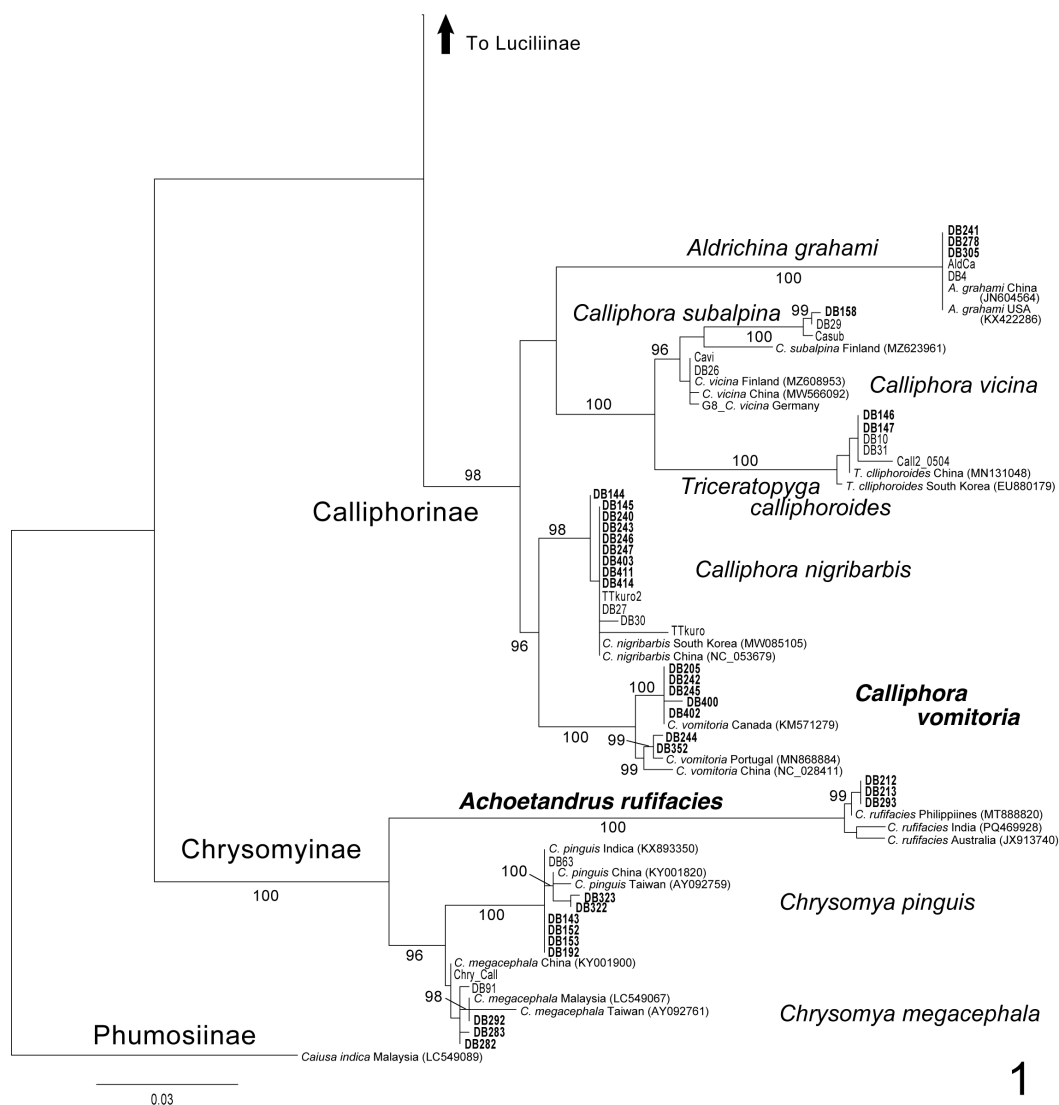 To Luciliinae
Aldrichina grahami
100
DB241
DB278
DB305
AldCa
DB4
A. grahami China
(JN604564)
A. grahami USA
(KX422286)
Calliphora subalpina
99
DB158
DB29
Casub
100
C. subalpina Finland (MZ623961)
96
Cavi
DB26
C. vicina Finland (MZ608953)
C. vicina China (MW566092)
G8_C. vicina Germany
Calliphora vicina
100
DB146
DB147
DB10
DB31
100
Call2_0504
T. clliphoroides China (MN131048)
T. clliphoroides South Korea (EU880179)
Triceratopyga
calliphoroides
98
Calliphorinae
DB144
DB145
DB240
DB243
98
DB246
DB247
DB403
DB411
DB414
TTkuro2
DB27
DB30
TTkuro
C. nigribarbis South Korea (MW085105)
C. nigribarbis China (NC_053679)
Calliphora nigribarbis
96
DB205
DB242
100
DB245
DB400
DB402
C. vomitoria Canada (KM571279)
100
99
DB244
DB352
C. vomitoria Portugal (MN868884)
99
C. vomitoria China (NC_028411)
Calliphora
vomitoria
Achoetandrus rufifacies
100
99
DB212
DB213
DB293
C. rufifacies Philippiines (MT888820)
C. rufifacies India (PQ469928)
C. rufifacies Australia (JX913740)
Chrysomyinae
100
C. pinguis Indica (KX893350)
DB63
100
C. pinguis China (KY001820)
C. pinguis Taiwan (AY092759)
DB323
DB322
100
DB143
DB152
DB153
DB192
Chrysomya pinguis
96
C. megacephala China (KY001900)
Chry_Call
DB91
98
C. megacephala Malaysia (LC549067)
C. megacephala Taiwan (AY092761)
DB292
DB283
DB282
Chrysomya megacephala
Phumosiinae
Caiusa indica Malaysia (LC549089)
0.03
1